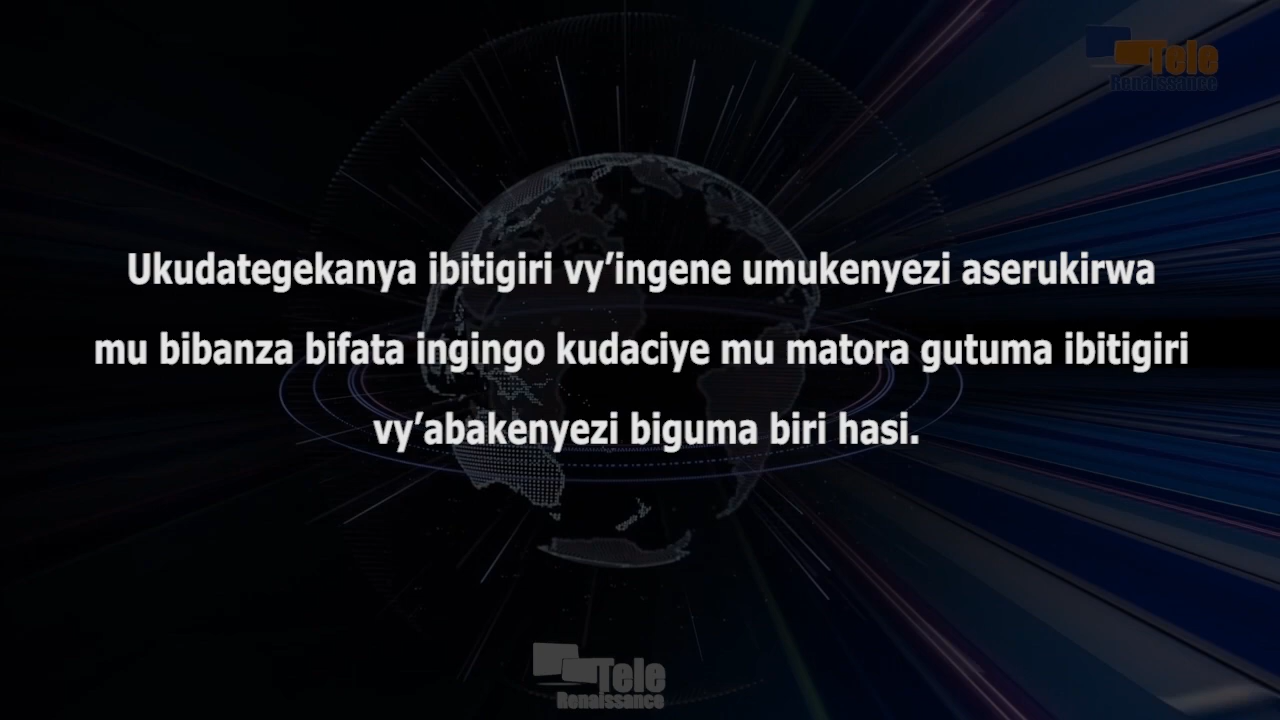 Tele
Renaissance
Ukudategekanya ibitigiri vy’ingene umukenyezi aserukirwa
mu bibanza bifata ingingo kudaciye mu matora gutuma ibitigiri
vy’abakenyezi biguma biri hasi.
Tele
Renaissance